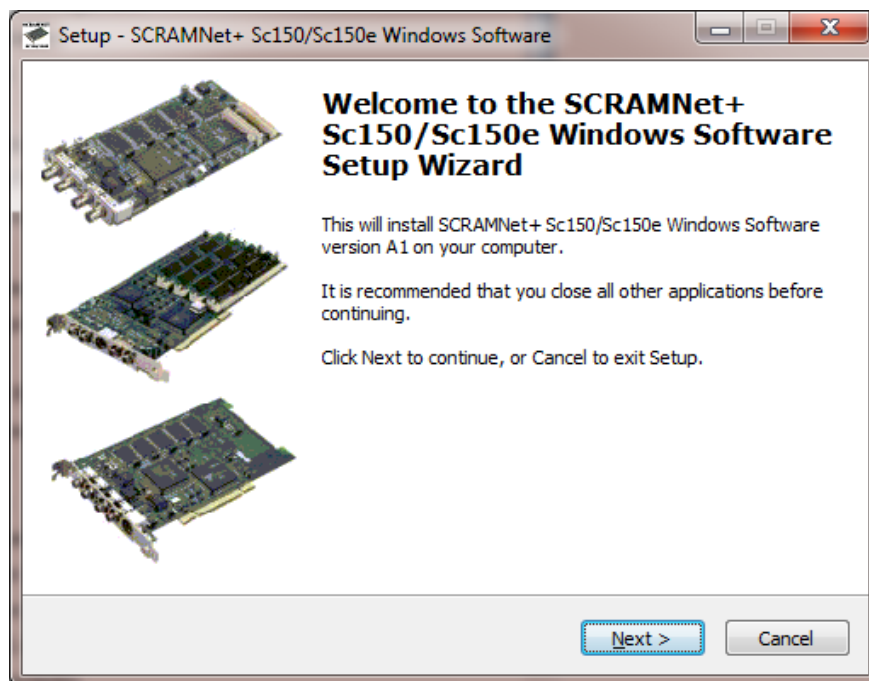 Setup - SCRAMNet+ Sc150/Sc150e Windows Software
Welcome to the SCRAMNet+
Sc150/Sc150e Windows Software
Setup Wizard
This will install SCRAMNet+ Sc150/Sc150e Windows Software
version A1 on your computer.
It is recommended that you close all other applications before
continuing.
Click Next to continue, or Cancel to exit Setup.
Next >
Cancel